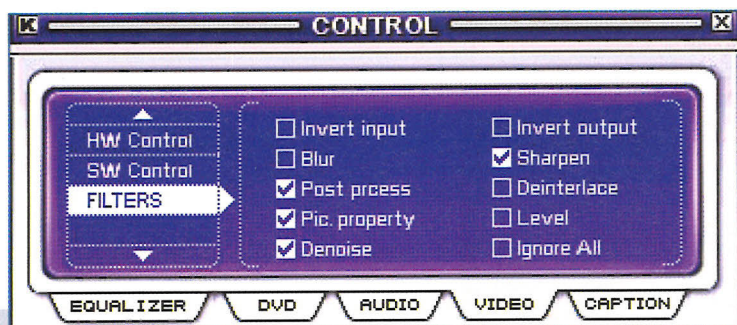 K CONTROL X
HW Control
SW Control
FILTERS
Invert input
Blur
Post prcess
Pic. property
Denoise
Invert output
Sharpen
Deinterlace
Level
Ignore All
EQUALIZER DVD AUDIO VIDEO CAPTION